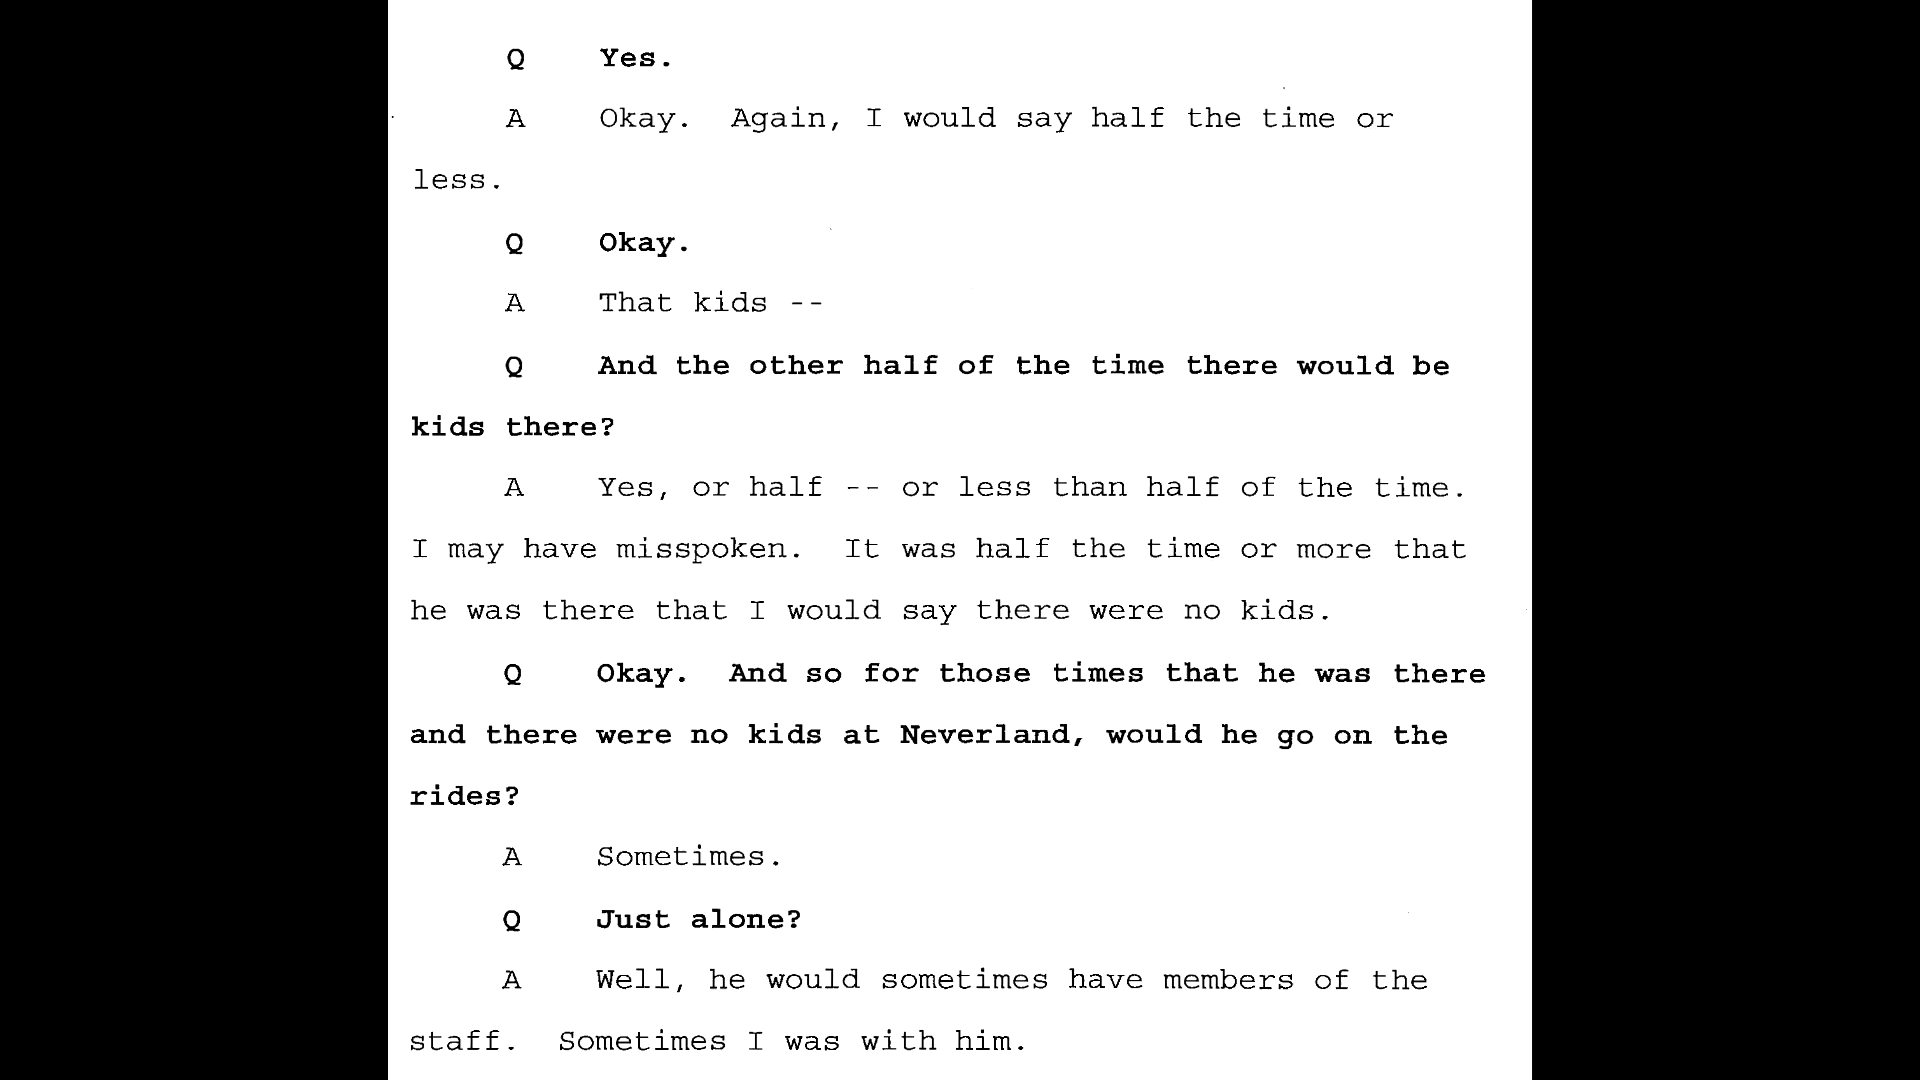 Q Yes.
A Okay. Again, I would say half the time or
less.
Q Okay.
A That kids --
Q And the other half of the time there would be
kids there?
A Yes, or half -- or less than half of the time.
I may have misspoken. It was half the time or more that
he was there that I would say there were no kids.
Q Okay. And so for those times that he was there
and there were no kids at Neverland, would he go on the
rides?
A Sometimes.
Q Just alone?
A Well, he would sometimes have members of the
staff. Sometimes I was with him.